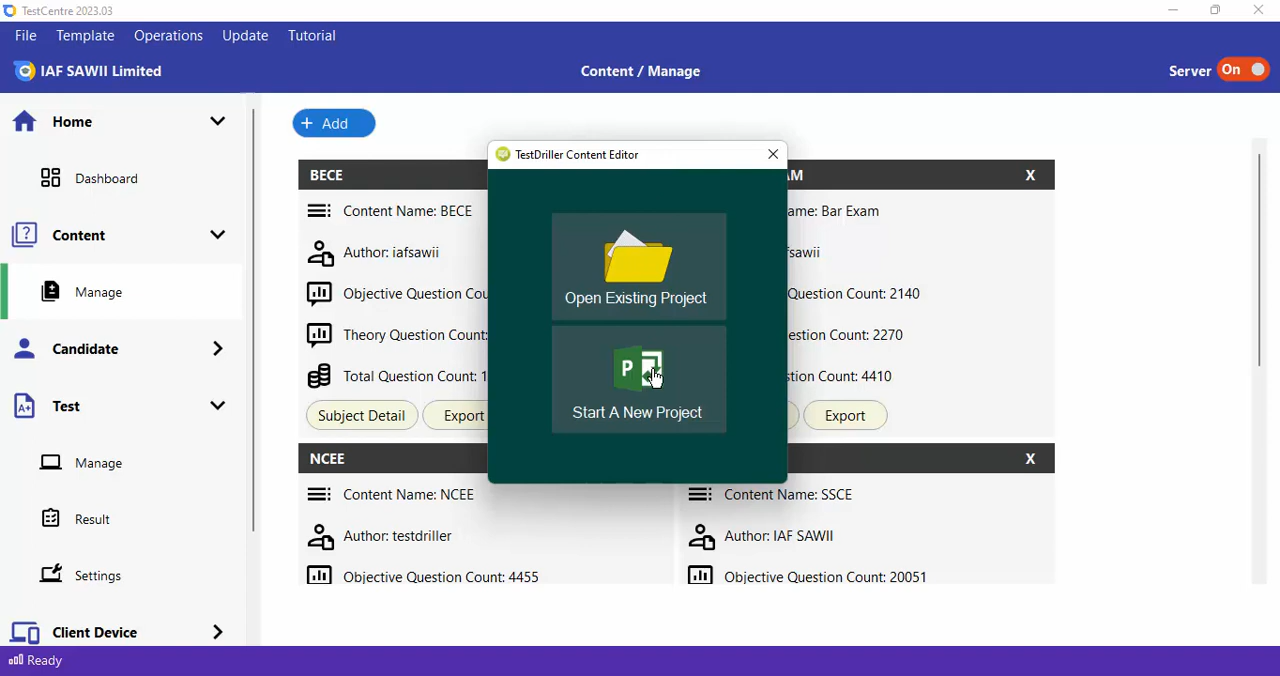 TestCentre 2023.03
File Template Operations Update Tutorial
IAF SAWII Limited
Content / Manage
Server On
Home
Dashboard
Content
Manage
Candidate
Test
Manage
Result
Settings
Client Device
+ Add
BECE
Content Name: BECE
Author: iafsawii
Objective Question Cou
Theory Question Count:
Total Question Count: 1
Subject Detail Export
AM X
ame: Bar Exam
fsawii
Question Count: 2140
estion Count: 2270
stion Count: 4410
Export
TestDriller Content Editor
Open Existing Project
P
Start A New Project
NCEE
Content Name: NCEE
Author: testdriller
Objective Question Count: 4455
X
Content Name: SSCE
Author: IAF SAWII
Objective Question Count: 20051
Ready